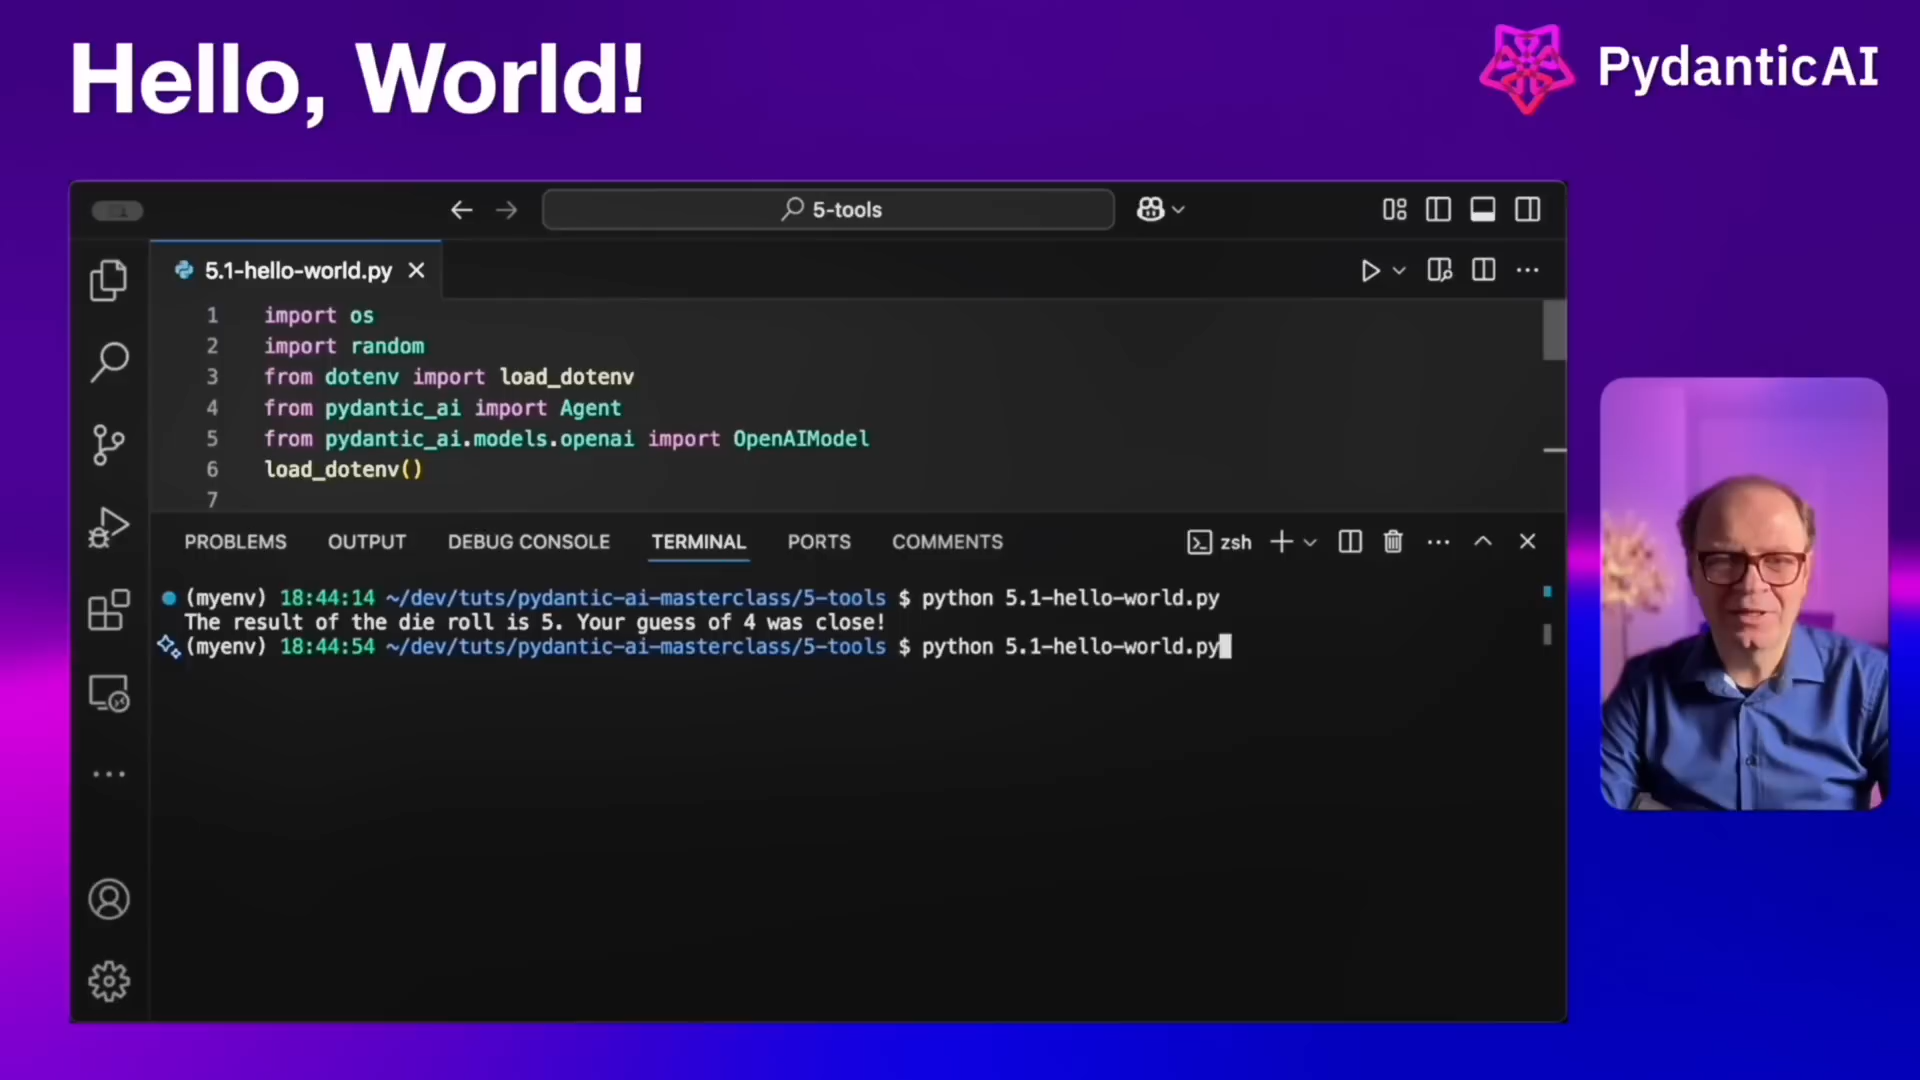 Hello, World!
PydanticAI
5-tools
5.1-hello-world.py
1 import os
2 import random
3 from dotenv import load_dotenv
4 from pydantic_ai import Agent
5 from pydantic_ai.models.openai import OpenAIModel
6 load_dotenv()
7
PROBLEMS OUTPUT DEBUG CONSOLE TERMINAL PORTS COMMENTS zsh
(myenv) 18:44:14 ~/dev/tuts/pydantic-ai-masterclass/5-tools $ python 5.1-hello-world.py
The result of the die roll is 5. Your guess of 4 was close!
(myenv) 18:44:54 ~/dev/tuts/pydantic-ai-masterclass/5-tools $ python 5.1-hello-world.py